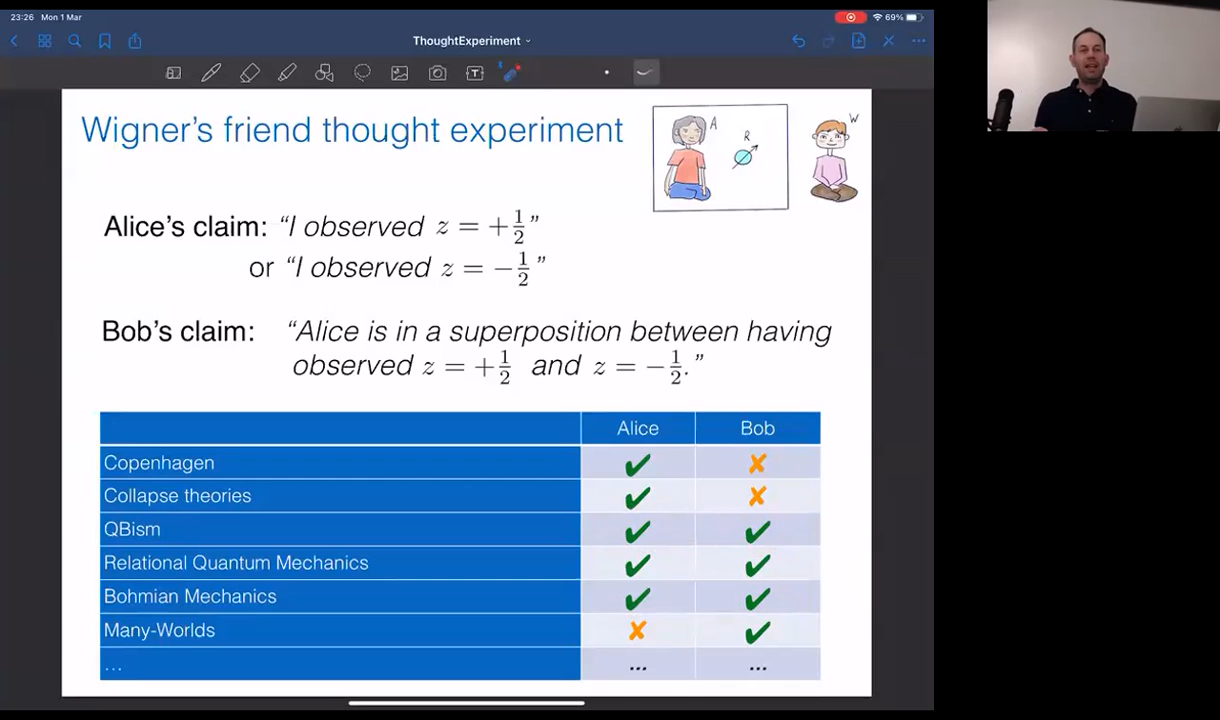 23:26 Mon 1 Mar
69%
ThoughtExperiment
T
Wigner's friend thought experiment
A
R
W
Alice's claim: “I observed z = +1/2”
or “I observed z = −1/2”
Bob's claim: “Alice is in a superposition between having
observed z = +1/2 and z = −1/2.”
Alice Bob
Copenhagen ✔ ✘
Collapse theories ✔ ✘
QBism ✔ ✔
Relational Quantum Mechanics ✔ ✔
Bohmian Mechanics ✔ ✔
Many-Worlds ✘ ✔
... ... ...